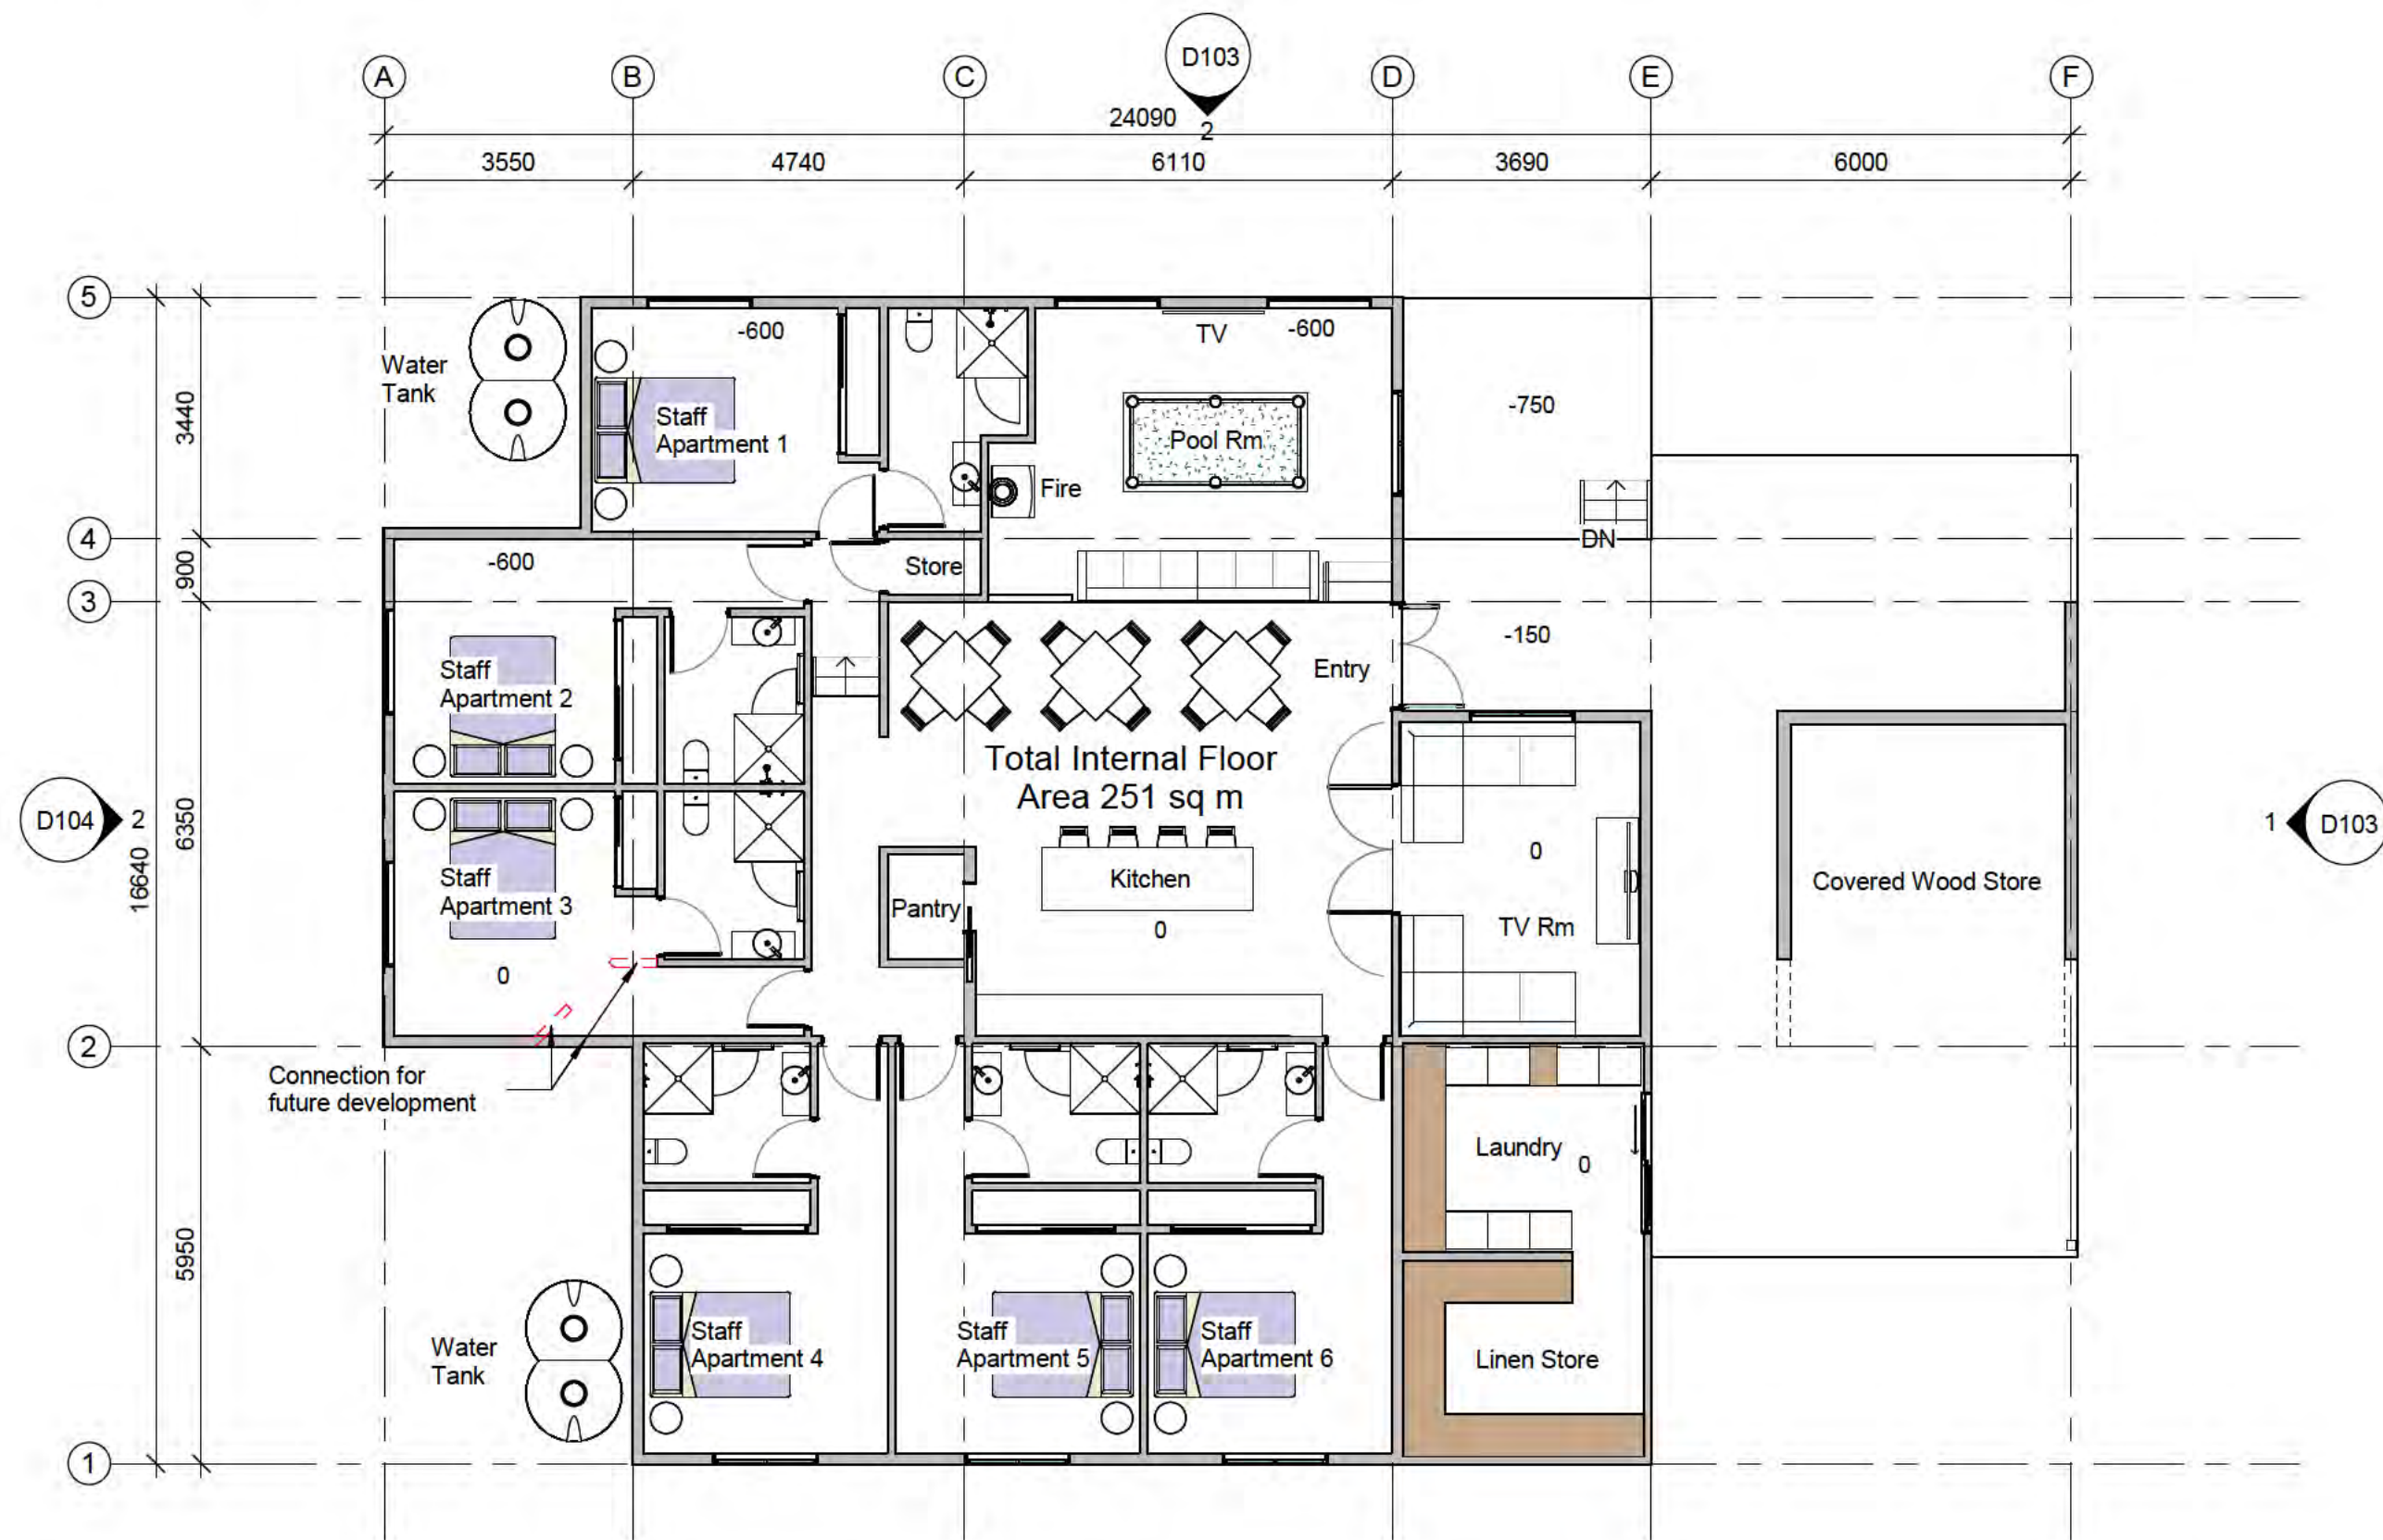 D103
A B C D E F
24090
2
3550 4740 6110 3690 6000
5
-600
TV
-600
Water
Tank
3440
Staff
Apartment 1
-750
Pool Rm
Fire
4
DN
900
-600
Store
3
-150
Entry
Staff
Apartment 2
Total Internal Floor
Area 251 sq m
D104
2
6350
16640
1
D103
0
Staff
Apartment 3
Kitchen
Covered Wood Store
Pantry
0
TV Rm
0
2
Connection for
future development
Laundry
0
5950
Water
Tank
Staff
Apartment 4
Staff
Apartment 5
Staff
Apartment 6
Linen Store
1